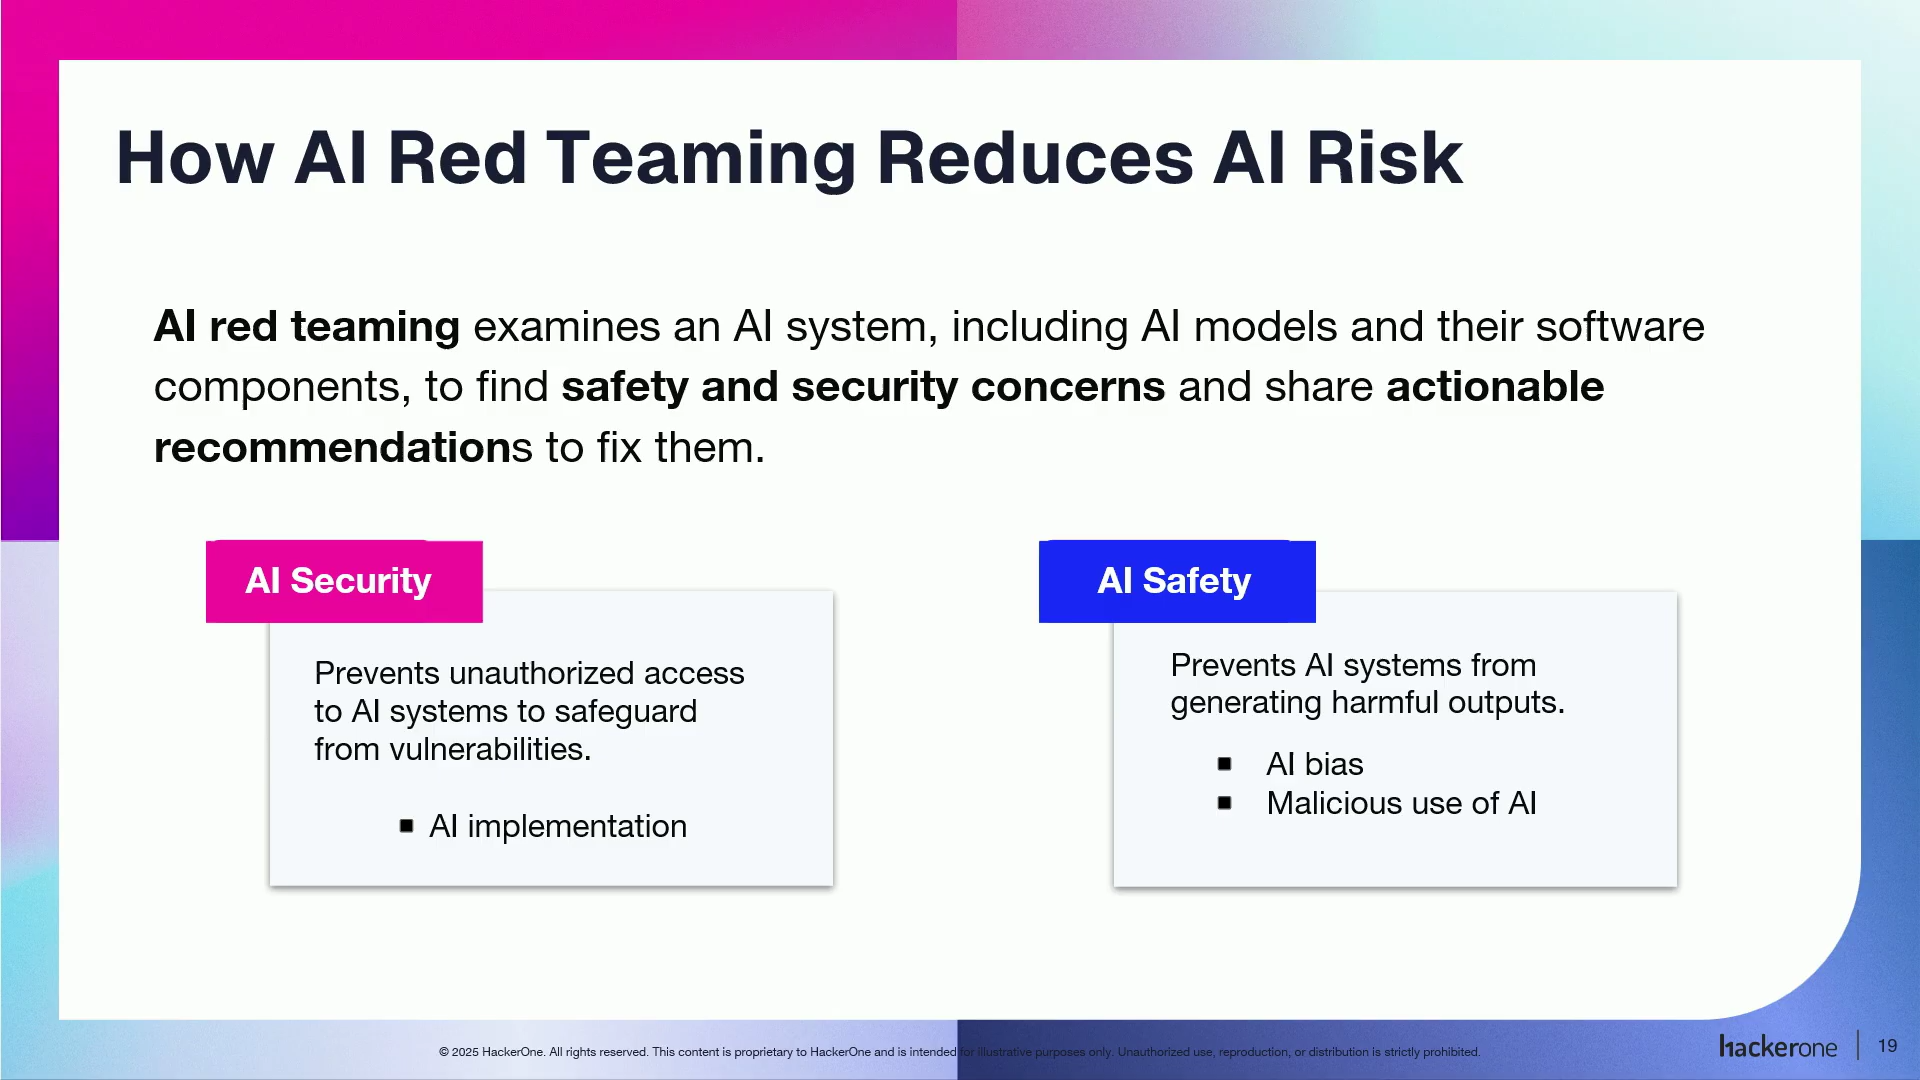 How AI Red Teaming Reduces AI Risk
AI red teaming examines an AI system, including AI models and their software
components, to find safety and security concerns and share actionable
recommendations to fix them.
AI Security
Prevents unauthorized access
to AI systems to safeguard
from vulnerabilities.
▪ AI implementation
AI Safety
Prevents AI systems from
generating harmful outputs.
▪ AI bias
▪ Malicious use of AI
© 2025 HackerOne. All rights reserved. This content is proprietary to HackerOne and is intended for illustrative purposes only. Unauthorized use, reproduction, or distribution is strictly prohibited.
hackerone
19